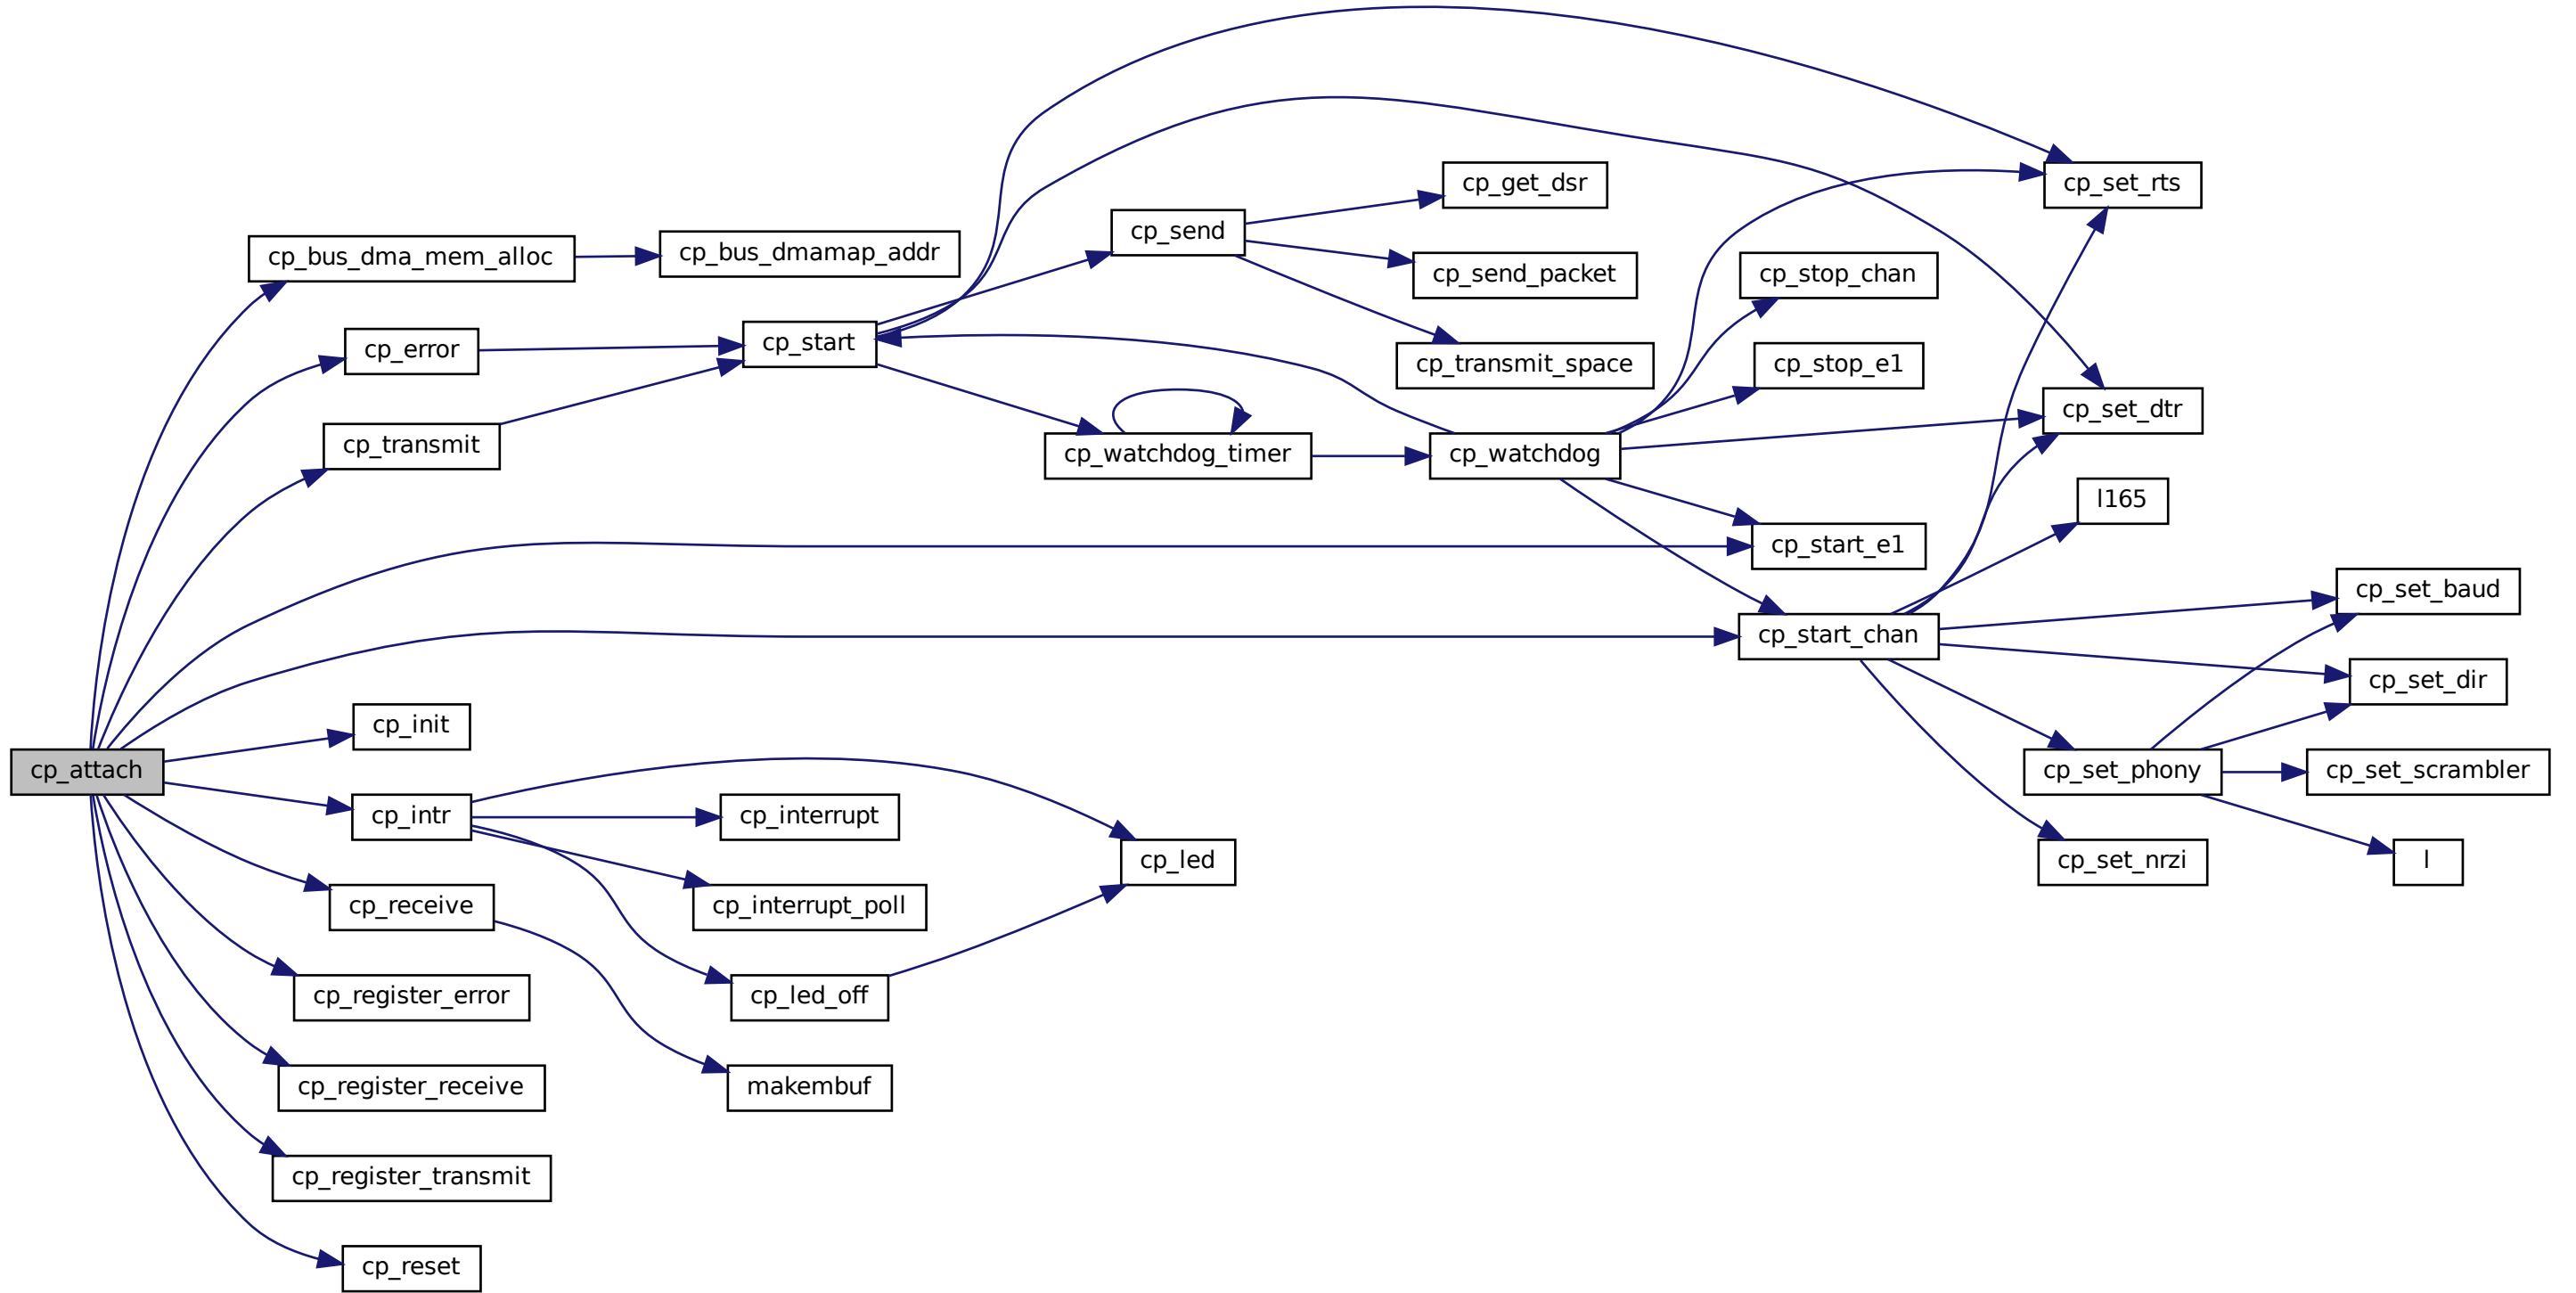 cp_attach
cp_bus_dma_mem_alloc
cp_bus_dmamap_addr
cp_error
cp_start
cp_transmit
cp_send
cp_get_dsr
cp_send_packet
cp_transmit_space
cp_watchdog_timer
cp_watchdog
cp_stop_chan
cp_stop_e1
cp_set_rts
cp_set_dtr
cp_start_e1
cp_start_chan
l165
cp_set_baud
cp_set_dir
cp_set_phony
cp_set_scrambler
l
cp_set_nrzi
cp_init
cp_intr
cp_interrupt
cp_interrupt_poll
cp_led
cp_led_off
cp_receive
makembuf
cp_register_error
cp_register_receive
cp_register_transmit
cp_reset